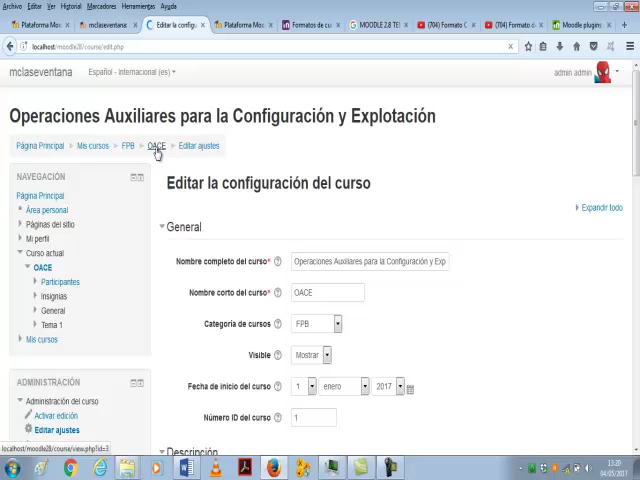 Archivo Editar Ver Historial Marcadores Herramientas Ayuda
Plataforma Mo
mclaseventana
Editar la configu
Plataforma Mo
Formatos de cu
MOODLE 2.8 TE
(704) Formato C
(704) Formato d
Moodle plugins
localhost/moodle28/course/edit.php
mclaseventana
Español - Internacional (es)
admin admin
Operaciones Auxiliares para la Configuración y Explotación
Página Principal
Mis cursos
FPB
OACE
Editar ajustes
NAVEGACIÓN
Página Principal
Área personal
Páginas del sitio
Mi perfil
Curso actual
OACE
Participantes
Insignias
General
Tema 1
Mis cursos
ADMINISTRACIÓN
Administración del curso
Activar edición
Editar ajustes
Editar la configuración del curso
Expandir todo
General
Nombre completo del curso*
Operaciones Auxiliares para la Configuración y Exp
Nombre corto del curso*
OACE
Categoría de cursos
FPB
Visible
Mostrar
Fecha de inicio del curso
1 enero 2017
Número ID del curso
1
Descripción
localhost/moodle28/course/view.php?id=3
13:20
04/05/2017